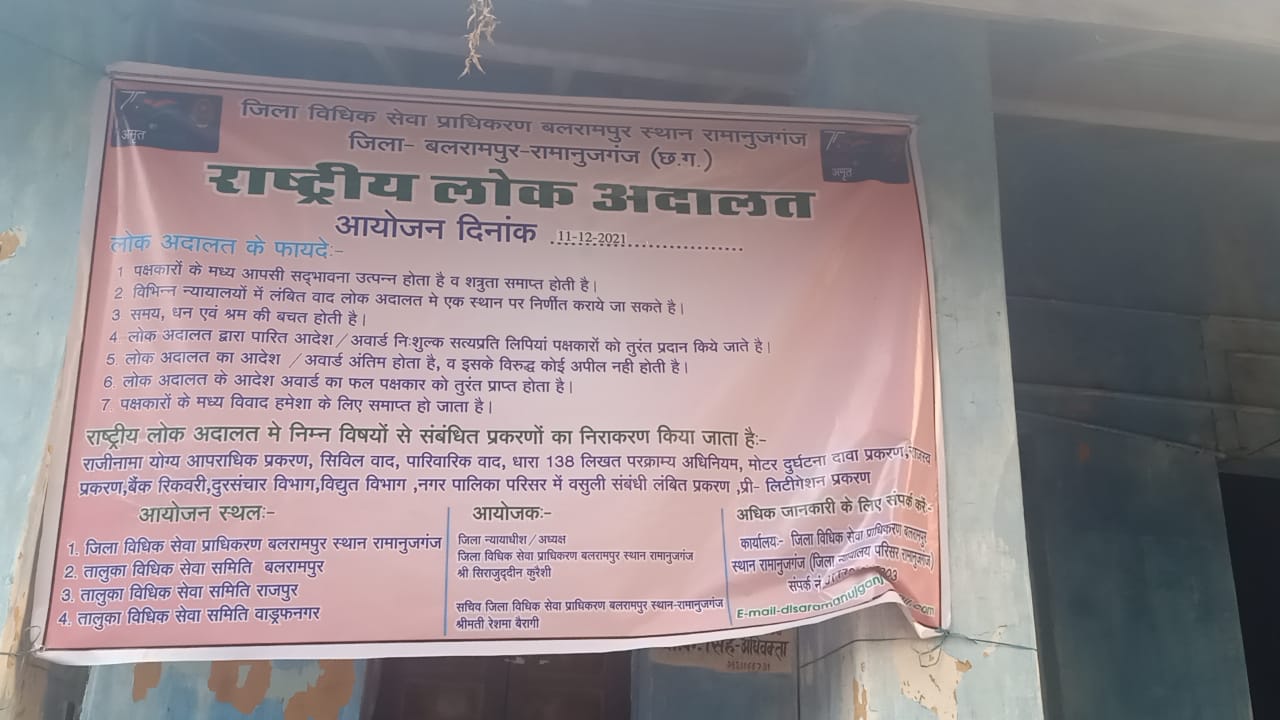 अमृत
अमृत
जिला विधिक सेवा प्राधिकरण बलरामपुर स्थान रामानुजगंज
जिला- बलरामपुर-रामानुजगंज (छ.ग.)
राष्ट्रीय लोक अदालत
आयोजन दिनांक 11-12-2021
लोक अदालत के फायदे:-
1 पक्षकारों के मध्य आपसी सद्भावना उत्पन्न होता है व शत्रुता समाप्त होती है।
2. विभिन्न न्यायालयों में लंबित वाद लोक अदालत मे एक स्थान पर निर्णीत कराये जा सकते है।
3. समय, धन एवं श्रम की बचत होती है।
4. लोक अदालत द्वारा पारित आदेश/अवार्ड निःशुल्क सत्यप्रति लिपियां पक्षकारों को तुरंत प्रदान किये जाते है।
5. लोक अदालत का आदेश /अवार्ड अंतिम होता है, व इसके विरुद्ध कोई अपील नही होती है।
6. लोक अदालत के आदेश अवार्ड का फल पक्षकार को तुरंत प्राप्त होता है।
7. पक्षकारों के मध्य विवाद हमेशा के लिए समाप्त हो जाता है।
राष्ट्रीय लोक अदालत मे निम्न विषयों से संबंधित प्रकरणों का निराकरण किया जाता है:-
राजीनामा योग्य आपराधिक प्रकरण, सिविल वाद, पारिवारिक वाद, धारा 138 लिखत परक्राम्य अधिनियम, मोटर दुर्घटना दावा प्रकरण,राजस्व
प्रकरण,बैंक रिकवरी,दुरसंचार विभाग,विद्युत विभाग ,नगर पालिका परिसर में वसुली संबंधी लंबित प्रकरण ,प्री- लिटीगेशन प्रकरण
आयोजन स्थल:-
1. जिला विधिक सेवा प्राधिकरण बलरामपुर स्थान रामानुजगंज
2. तालुका विधिक सेवा समिति बलरामपुर
3. तालुका विधिक सेवा समिति राजपुर
4. तालुका विधिक सेवा समिति वाड्रफनगर
आयोजक:-
जिला न्यायाधीश/अध्यक्ष
जिला विधिक सेवा प्राधिकरण बलरामपुर स्थान रामानुजगंज
श्री सिराजुद्दीन कुरैशी
सचिव जिला विधिक सेवा प्राधिकरण बलरामपुर स्थान-रामानुजगंज
श्रीमती रेशमा बैरागी
अधिक जानकारी के लिए संपर्क करें:-
कार्यालय:- जिला विधिक सेवा प्राधिकरण बलरामपुर
स्थान रामानुजगंज (जिला न्यायालय परिसर रामानुजगंज)
संपर्क नं.
E-mail-dlsaramanujganj
सिंह-अधिवक्ता